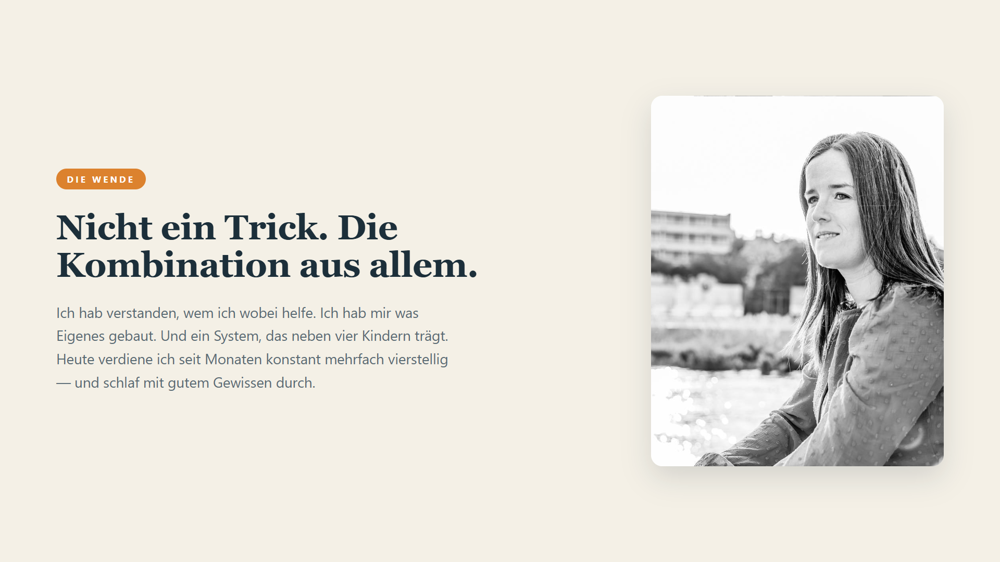 DIE WENDE
Nicht ein Trick. Die
Kombination aus allem.
Ich hab verstanden, wem ich wobei helfe. Ich hab mir was
Eigenes gebaut. Und ein System, das neben vier Kindern trägt.
Heute verdiene ich seit Monaten konstant mehrfach vierstellig
— und schlaf mit gutem Gewissen durch.